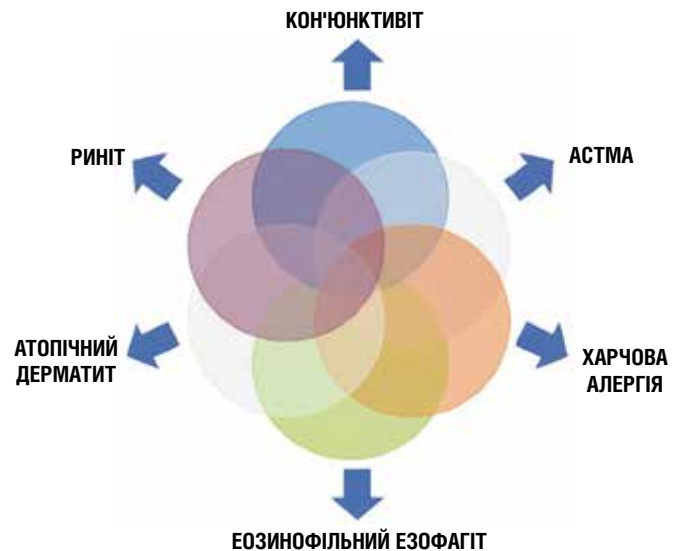 КОН'ЮНКТИВІТ
РИНІТ
АСТМА
АТОПІЧНИЙ
ДЕРМАТИТ
ХАРЧОВА
АЛЕРГІЯ
ЕОЗИНОФІЛЬНИЙ ЕЗОФАГІТ